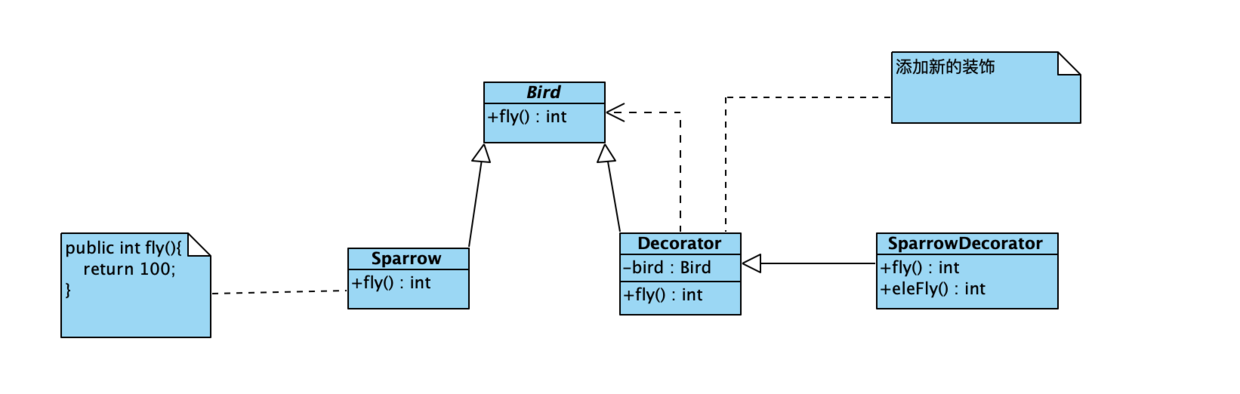 添加新的装饰
Bird
+fly() : int
public int fly(){
return 100;
}
Sparrow
+fly() : int
Decorator
-bird : Bird
+fly() : int
SparrowDecorator
+fly() : int
+eleFly() : int